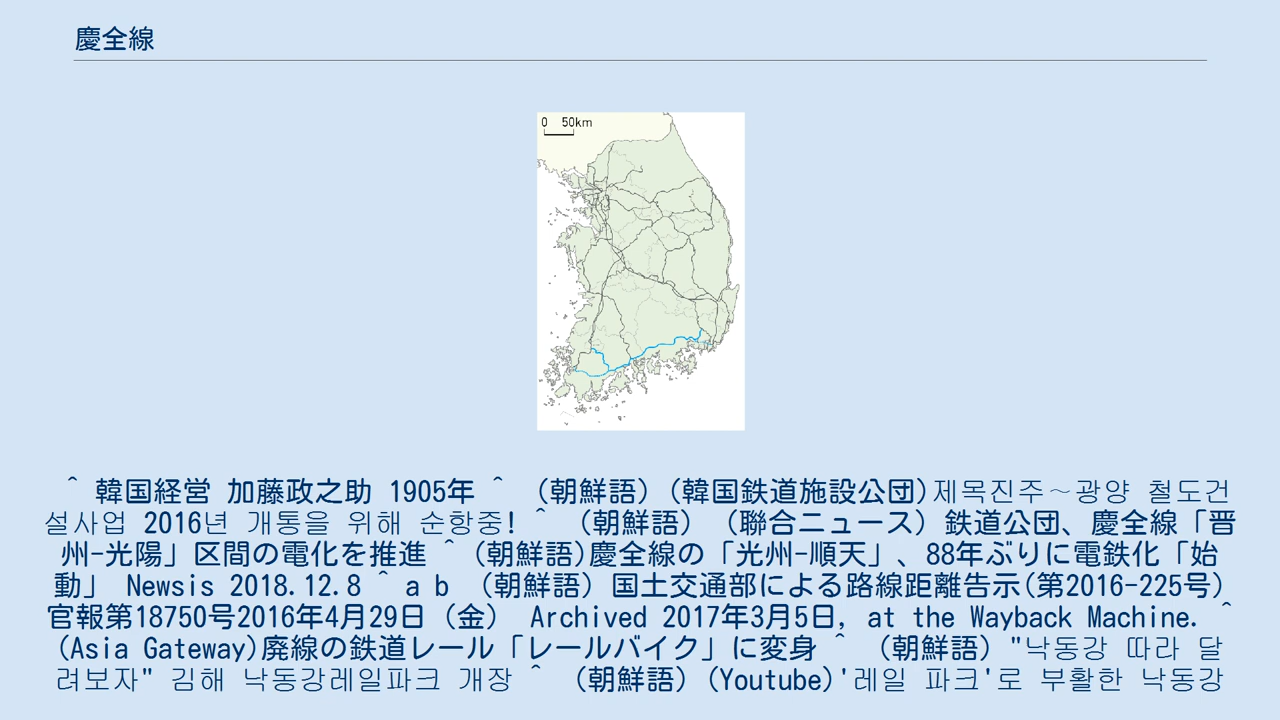 慶全線
0 50km
^ 韓国経営 加藤政之助 1905年 ^ (朝鮮語) (韓国鉄道施設公団)제목진주～광양 철도건
설사업 2016년 개통을 위해 순항중! ^ (朝鮮語) (聯合ニュース) 鉄道公団、慶全線「晋
州-光陽」区間の電化を推進 ^ (朝鮮語)慶全線の「光州-順天」、88年ぶりに電鉄化「始
動」 Newsis 2018.12.8 ^ a b (朝鮮語) 国土交通部による路線距離告示(第2016-225号)
官報第18750号2016年4月29日 (金) Archived 2017年3月5日, at the Wayback Machine. ^
(Asia Gateway)廃線の鉄道レール「レールバイク」に変身 ^ (朝鮮語) "낙동강 따라 달
려보자" 김해 낙동강레일파크 개장 ^ (朝鮮語) (Youtube)'레일 파크'로 부활한 낙동강